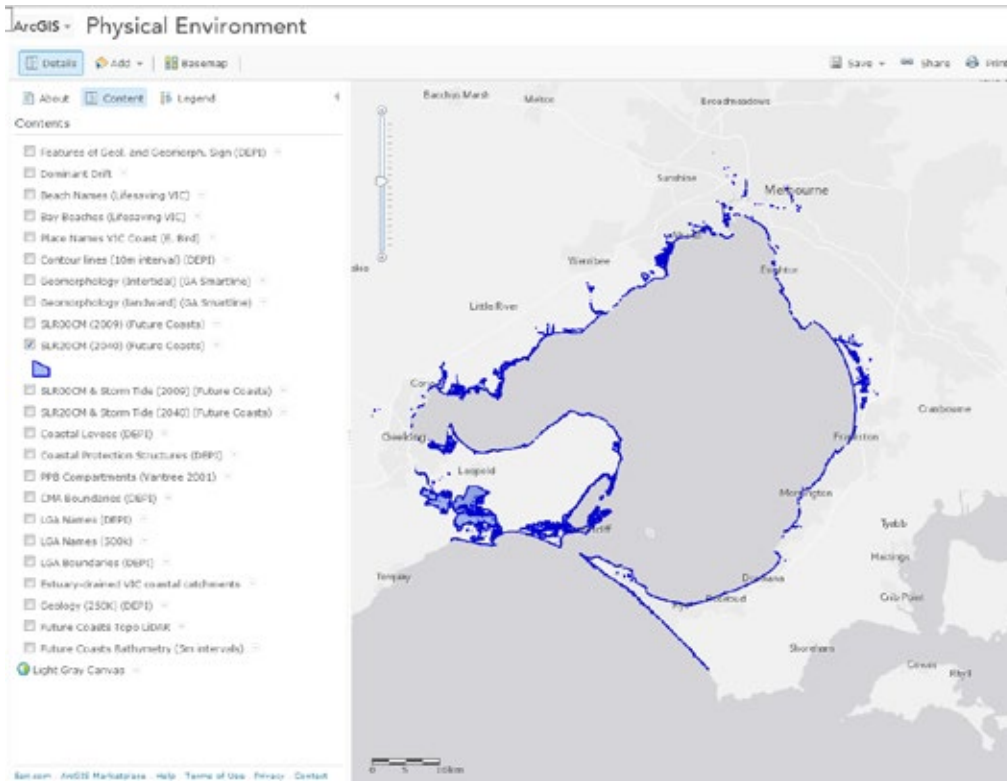 ArcGIS Physical Environment
Details Add Basemap Save Share Print
About Content Legend
Contents
Features of Geol. and Geomorph. Sign (DEPI)
Dominant Drift
Beach Names (Lifesaving VIC)
Bay Beaches (Lifesaving VIC)
Place Names VIC Coast (E. Bird)
Contour lines (10m interval) (DEPI)
Geomorphology (Intertidal) (GA Smartline)
Geomorphology (landward) (GA Smartline)
SLR00CM (2009) (Future Coasts)
SLR20CM (2040) (Future Coasts)
SLR00CM & Storm Tide (2009) (Future Coasts)
SLR20CM & Storm Tide (2040) (Future Coasts)
Coastal Levees (DEPI)
Coastal Protection Structures (DEPI)
PPB Compartments (Vantree 2001)
CMA Boundaries (DEPI)
LGA Names (DEPI)
LGA Names (500k)
LGA Boundaries (DEPI)
Estuary-drained VIC coastal catchments
Geology (250K) (DEPI)
Future Coasts Topo LiDAR
Future Coasts Bathymetry (5m intervals)
Light Gray Canvas
Esri.com ArcGIS Marketplace Help Terms of Use Privacy Contact
Bacchus Marsh
Melton
Broadmeadows
Sunshine
Melbourne
Werribee
Brighton
Little River
Corio
Cranbourne
Geelong
Frankston
Leopold
Mornington
Tyabb
Hastings
Torquay
Dromana
Rosebud
Rye
Crib Point
Shoreham
Cowes
Rhyll
0 5 10km